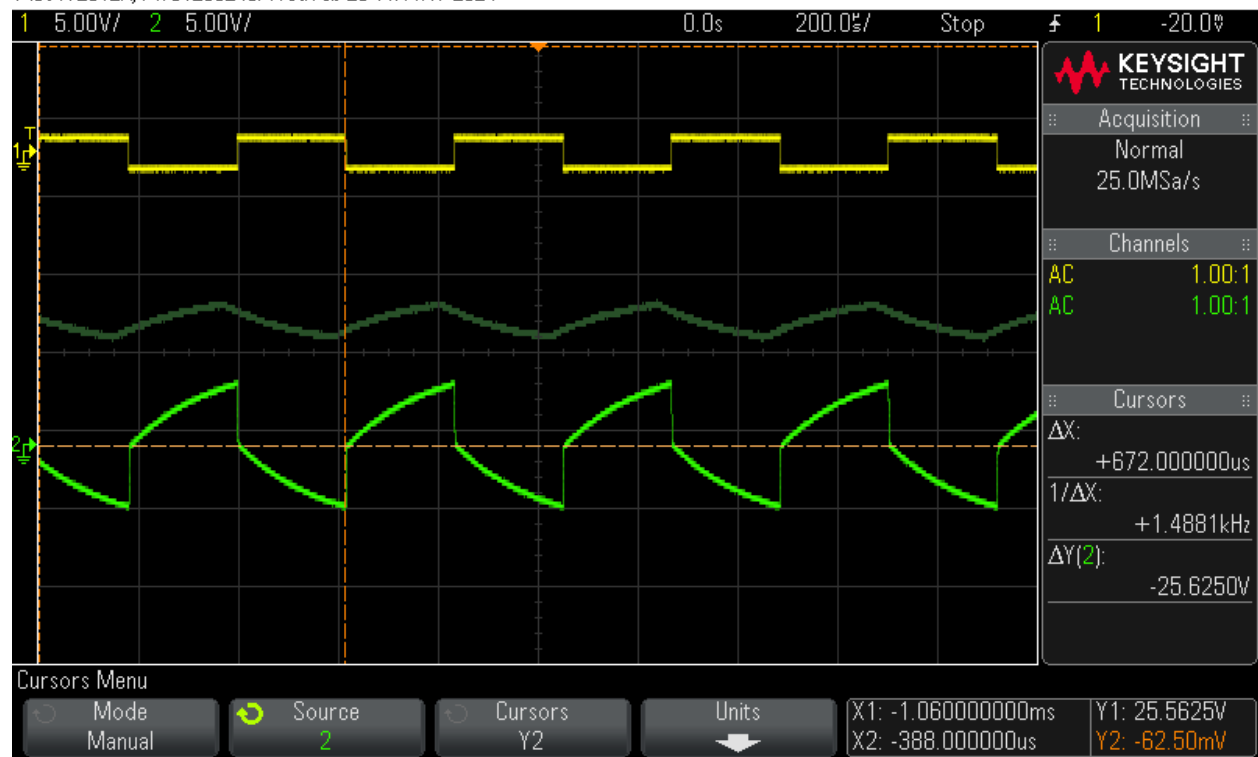 1 5.00V/ 2 5.00V/ 0.0s 200.0µs/ Stop 1 -20.0mV
KEYSIGHT
TECHNOLOGIES
Acquisition
Normal
25.0MSa/s
Channels
AC 1.00:1
AC 1.00:1
Cursors
ΔX:
+672.000000us
1/ΔX:
+1.4881kHz
ΔY(2):
-25.6250V
T
1
2
Cursors Menu
Mode
Manual
Source
2
Cursors
Y2
Units
X1: -1.060000000ms
X2: -388.000000us
Y1: 25.5625V
Y2: -62.50mV